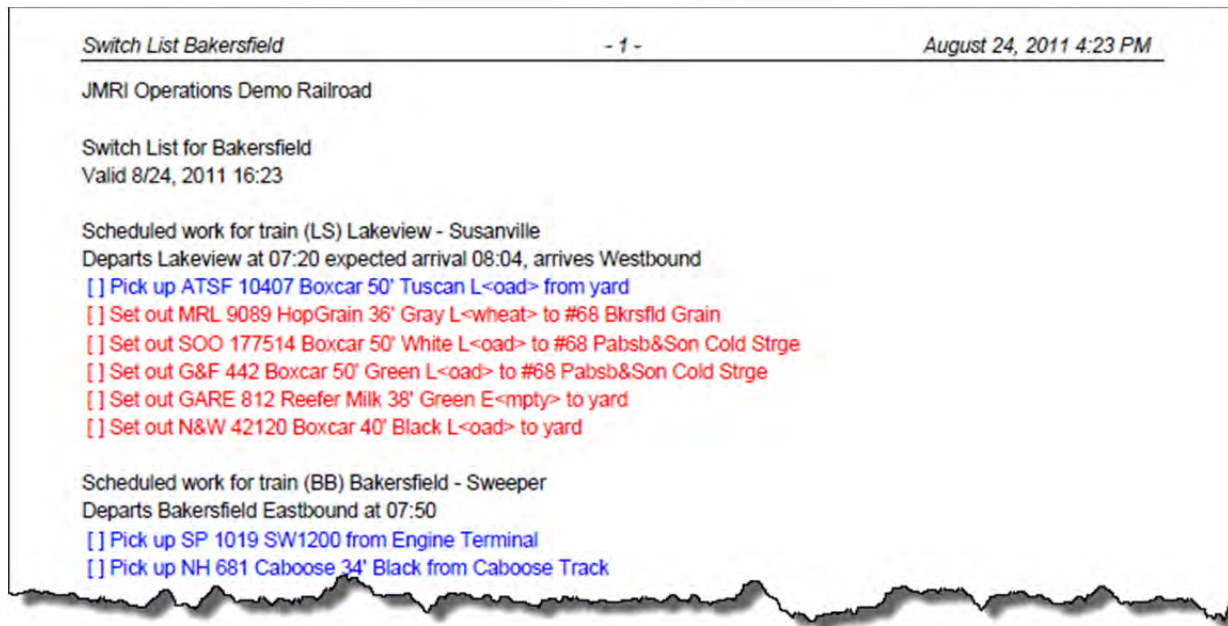 Switch List Bakersfield - 1 - August 24, 2011 4:23 PM
JMRI Operations Demo Railroad
Switch List for Bakersfield
Valid 8/24, 2011 16:23
Scheduled work for train (LS) Lakeview - Susanville
Departs Lakeview at 07:20 expected arrival 08:04, arrives Westbound
[ ] Pick up ATSF 10407 Boxcar 50' Tuscan L<oad> from yard
[ ] Set out MRL 9089 HopGrain 36' Gray L<wheat> to #68 Bkrsfld Grain
[ ] Set out SOO 177514 Boxcar 50' White L<oad> to #68 Pabsb&Son Cold Strge
[ ] Set out G&F 442 Boxcar 50' Green L<oad> to #68 Pabsb&Son Cold Strge
[ ] Set out GARE 812 Reefer Milk 38' Green E<mpty> to yard
[ ] Set out N&W 42120 Boxcar 40' Black L<oad> to yard
Scheduled work for train (BB) Bakersfield - Sweeper
Departs Bakersfield Eastbound at 07:50
[ ] Pick up SP 1019 SW1200 from Engine Terminal
[ ] Pick up NH 681 Caboose 34' Black from Caboose Track